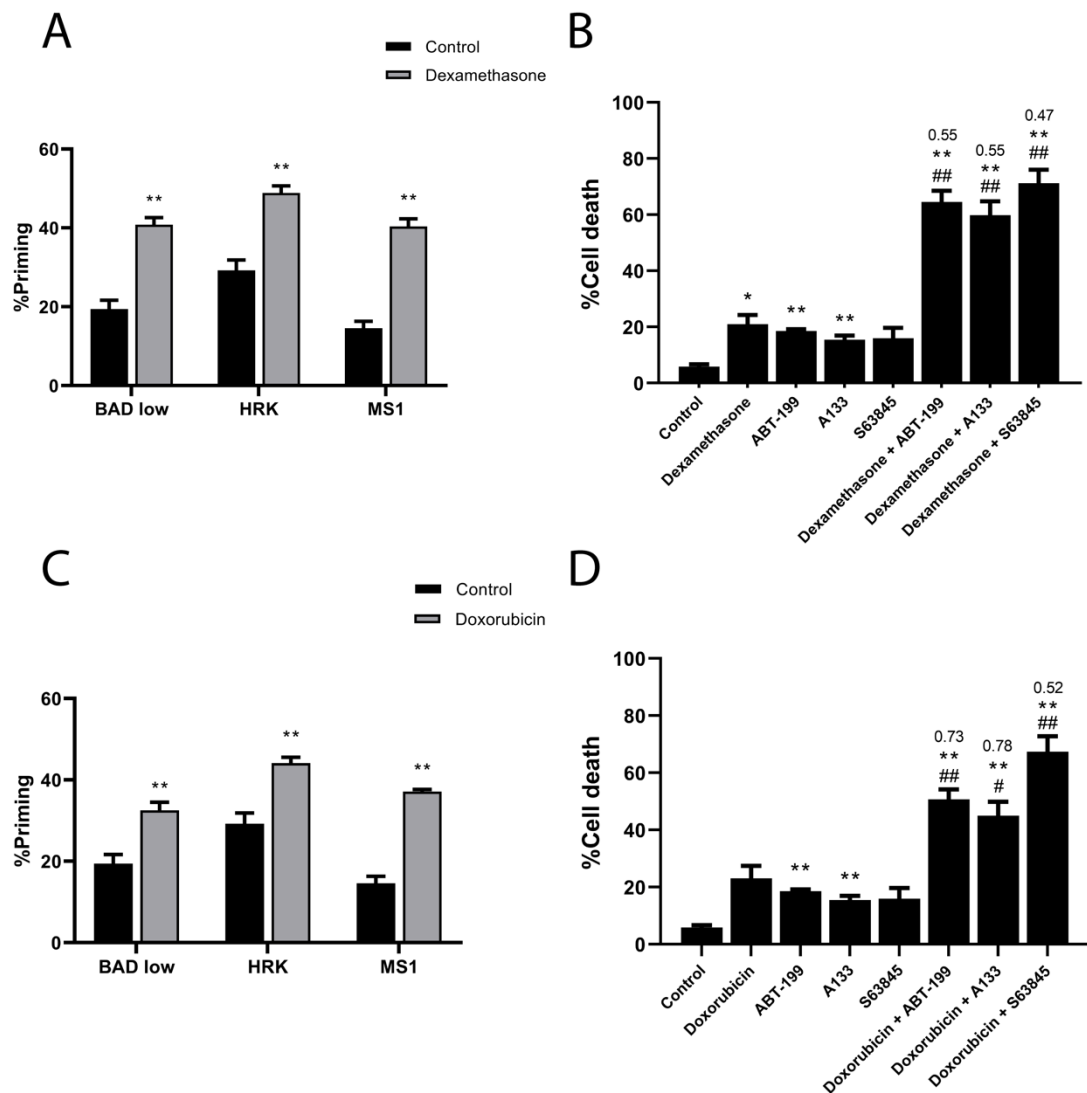 A
Control
Dexamethasone
%Priming
60
40
20
0
**
**
**
BAD low
HRK
MS1
B
%Cell death
100
80
60
40
20
0
*
**
**
0.55
**
##
0.55
**
##
0.47
**
##
Control
Dexamethasone
ABT-199
A133
S63845
Dexamethasone + ABT-199
Dexamethasone + A133
Dexamethasone + S63845
C
Control
Doxorubicin
%Priming
60
40
20
0
**
**
**
BAD low
HRK
MS1
D
%Cell death
100
80
60
40
20
0
**
**
0.73
**
##
0.78
**
#
0.52
**
##
Control
Doxorubicin
ABT-199
A133
S63845
Doxorubicin + ABT-199
Doxorubicin + A133
Doxorubicin + S63845